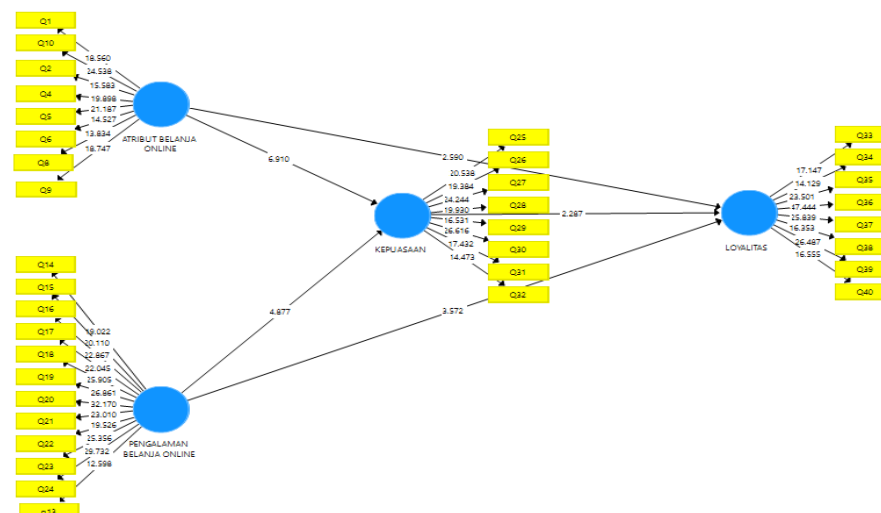 Q1
Q10
Q2
Q4
Q5
Q6
Q8
Q9
18.560
24.538
15.583
19.898
21.187
14.527
13.834
18.747
ATRIBUT BELANJA
ONLINE
6.910
2.590
Q25
Q26
Q27
Q28
Q29
Q30
Q31
Q32
20.538
19.384
24.244
19.930
16.531
26.616
17.432
14.473
KEPUASAAN
2.287
Q33
Q34
Q35
Q36
Q37
Q38
Q39
Q40
17.147
14.129
23.501
47.444
25.839
16.353
26.487
16.555
LOYALITAS
4.877
3.572
Q14
Q15
Q16
Q17
Q18
Q19
Q20
Q21
Q22
Q23
Q24
Q13
19.022
20.110
22.867
22.045
25.905
26.861
32.170
23.010
19.526
25.356
29.732
12.598
PENGALAMAN
BELANJA ONLINE